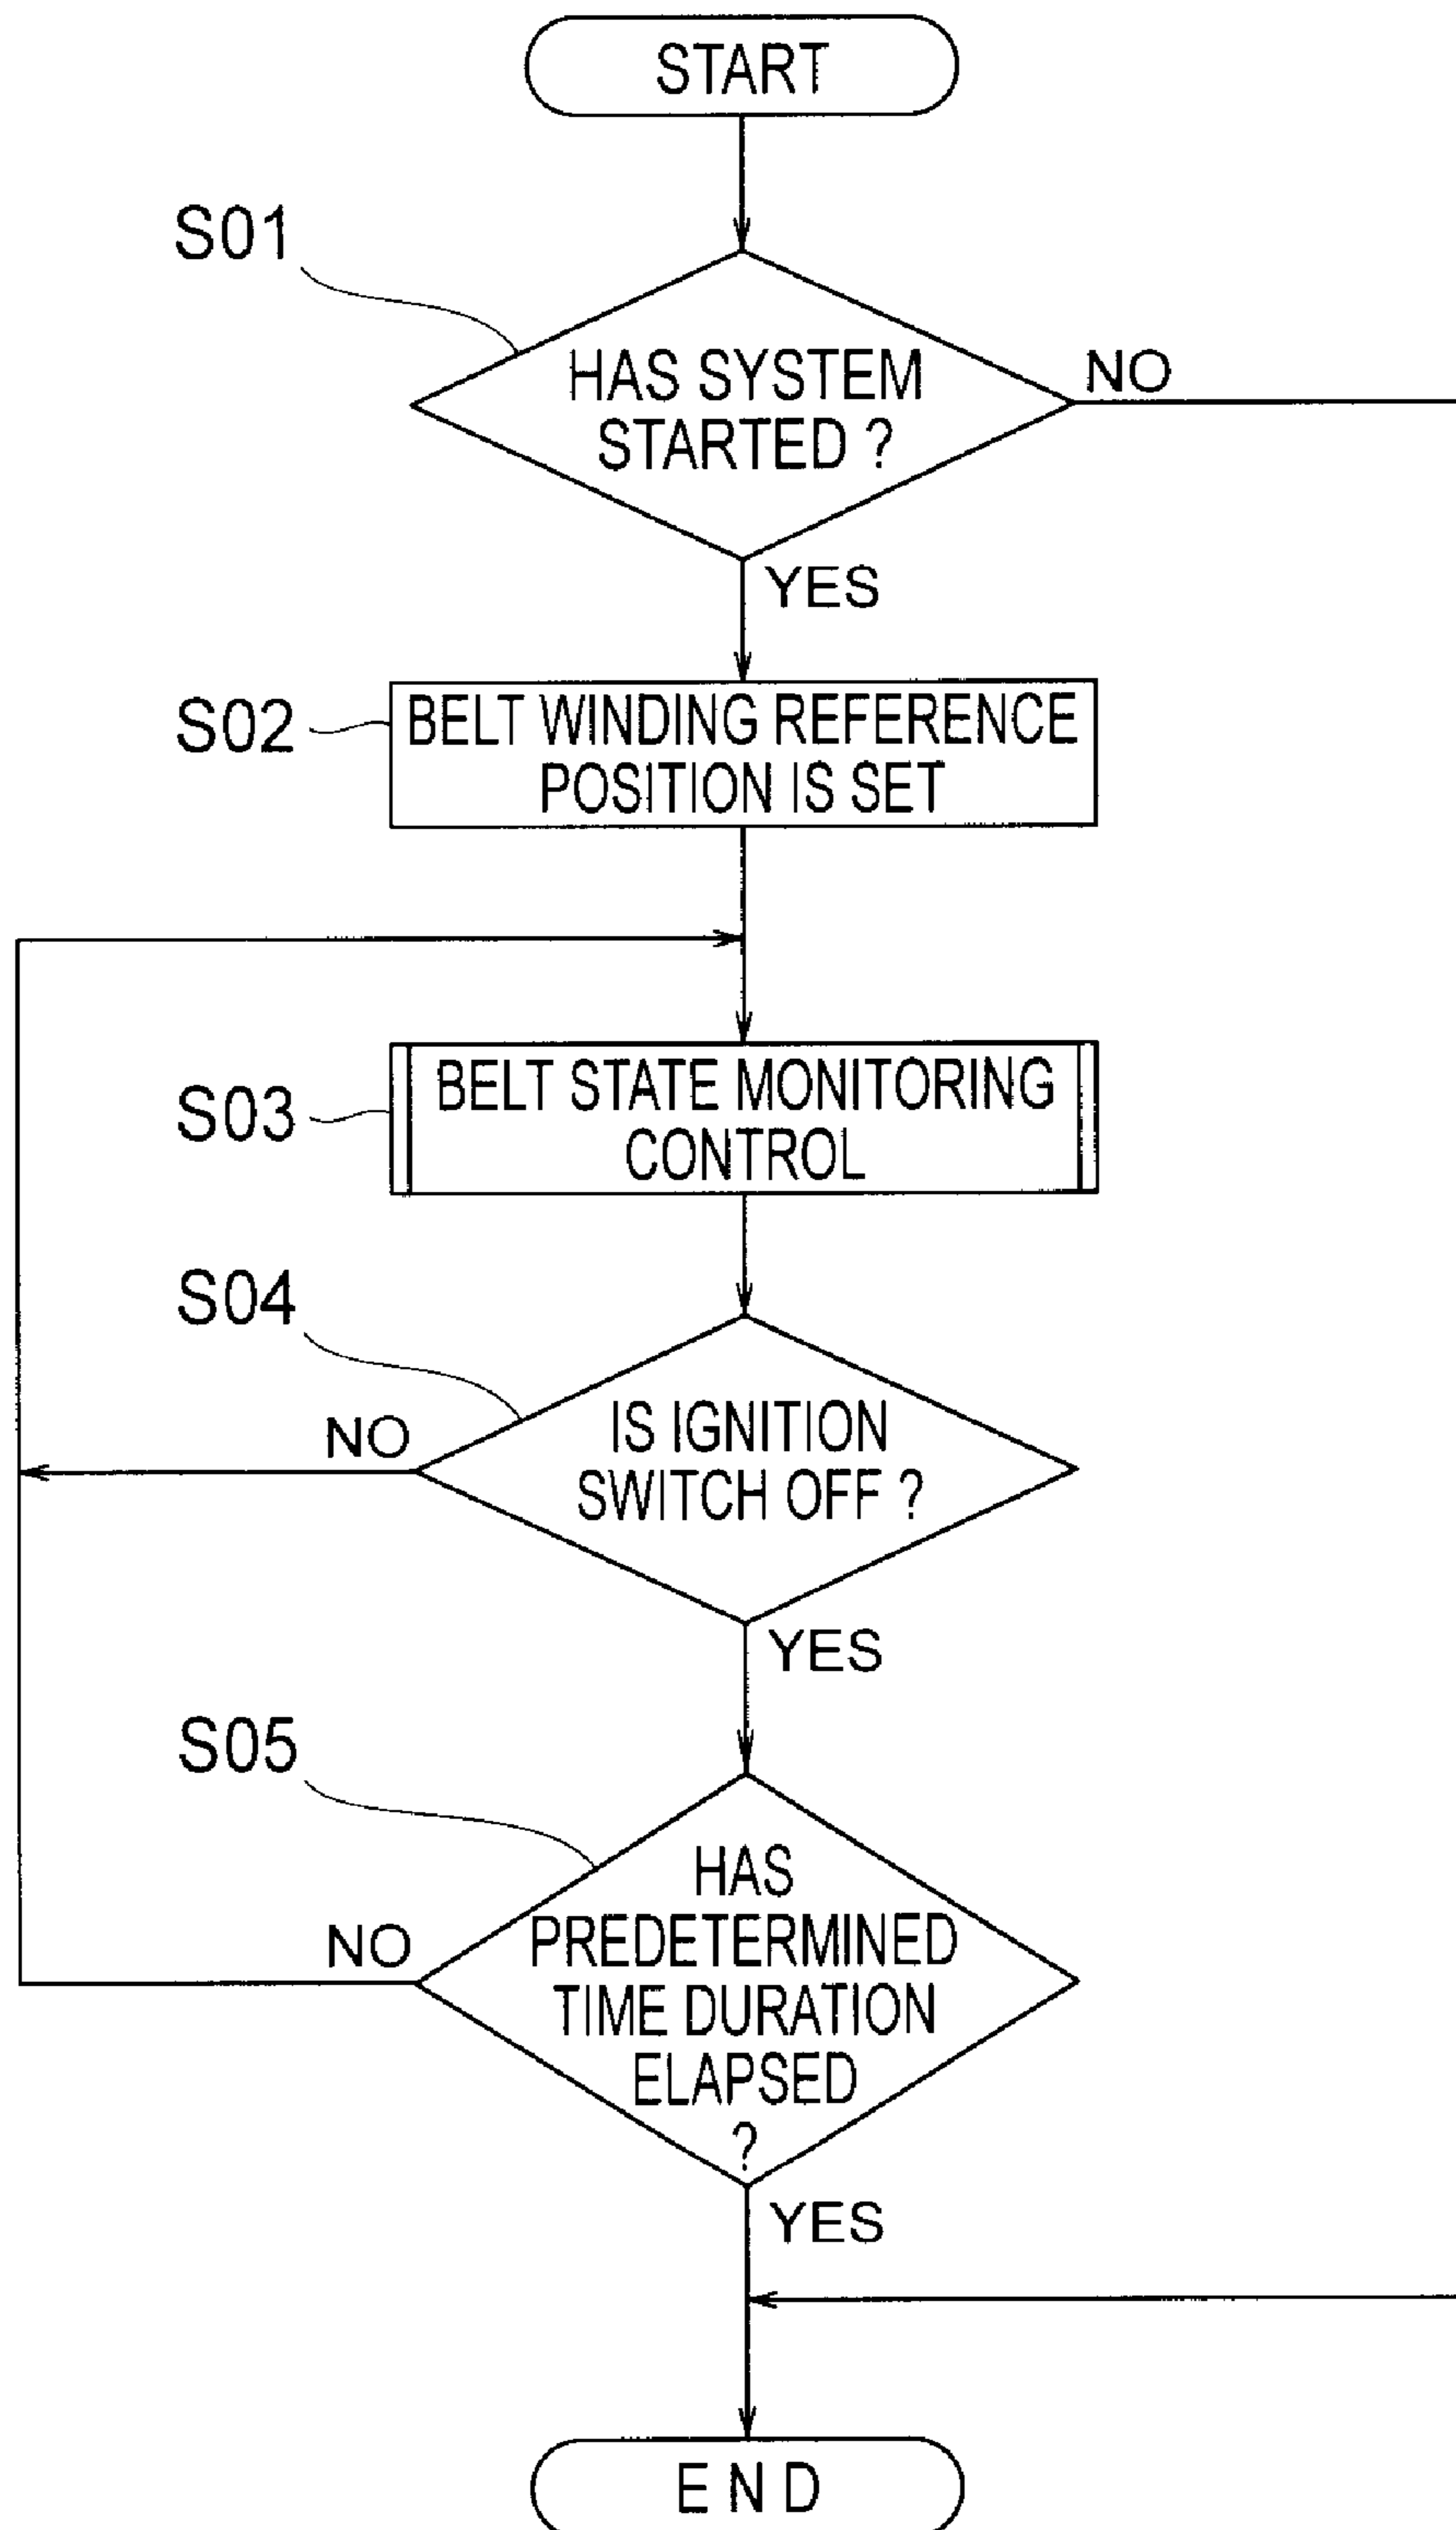 START
S01
HAS SYSTEM
STARTED ?
NO
YES
S02
BELT WINDING REFERENCE
POSITION IS SET
S03
BELT STATE MONITORING
CONTROL
S04
IS IGNITION
SWITCH OFF ?
NO
YES
S05
HAS
PREDETERMINED
TIME DURATION
ELAPSED
?
NO
YES
END